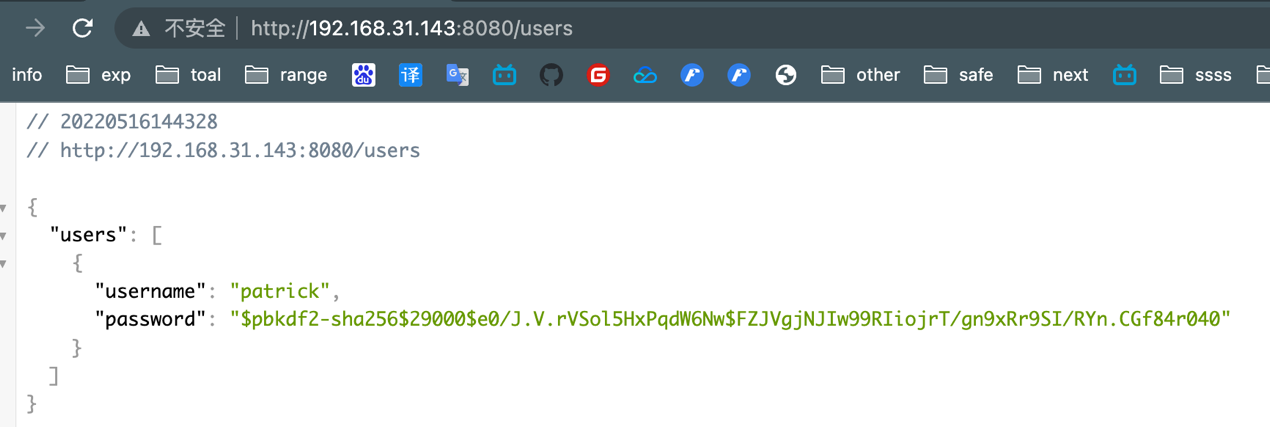 不安全 | http://192.168.31.143:8080/users
info exp toal range du 译 G 文 G other safe next ssss
// 20220516144328
// http://192.168.31.143:8080/users
{
"users": [
{
"username": "patrick",
"password": "$pbkdf2-sha256$29000$e0/J.V.rVSol5HxPqdW6Nw$FZJVgjNJIw99RIiojrT/gn9xRr9SI/RYn.CGf84r040"
}
]
}